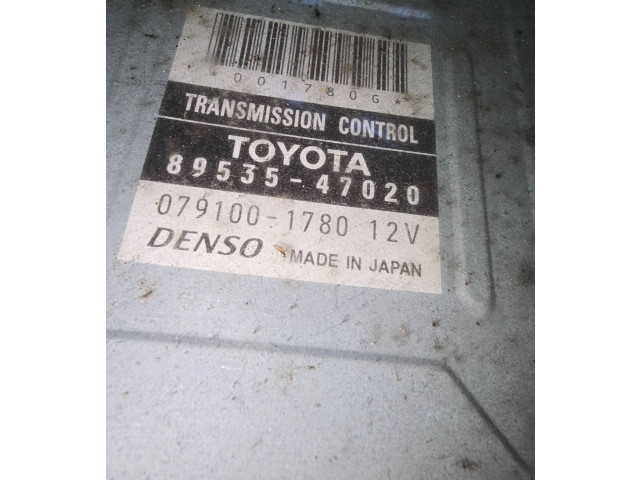 001780G*
TRANSMISSION CONTROL
TOYOTA
89535-47020
079100-1780 12V
DENSO MADE IN JAPAN